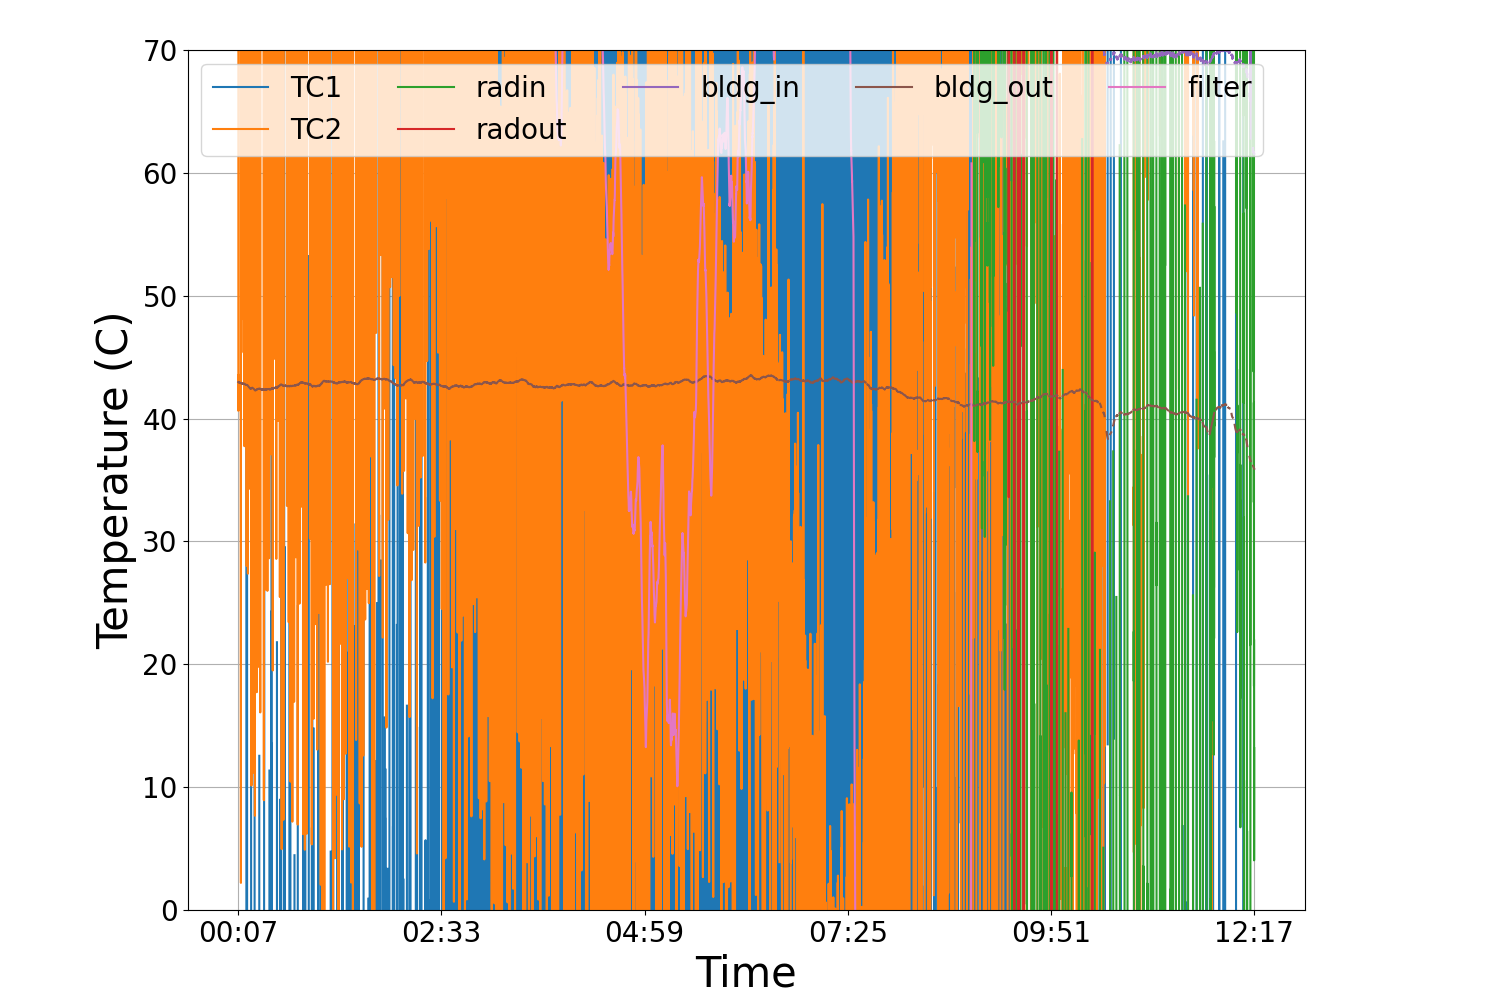 70
60
50
40
30
20
10
0
Temperature (C)
TC1
TC2
radin
radout
bldg_in
bldg_out
filter
00:07
02:33
04:59
07:25
09:51
12:17
Time